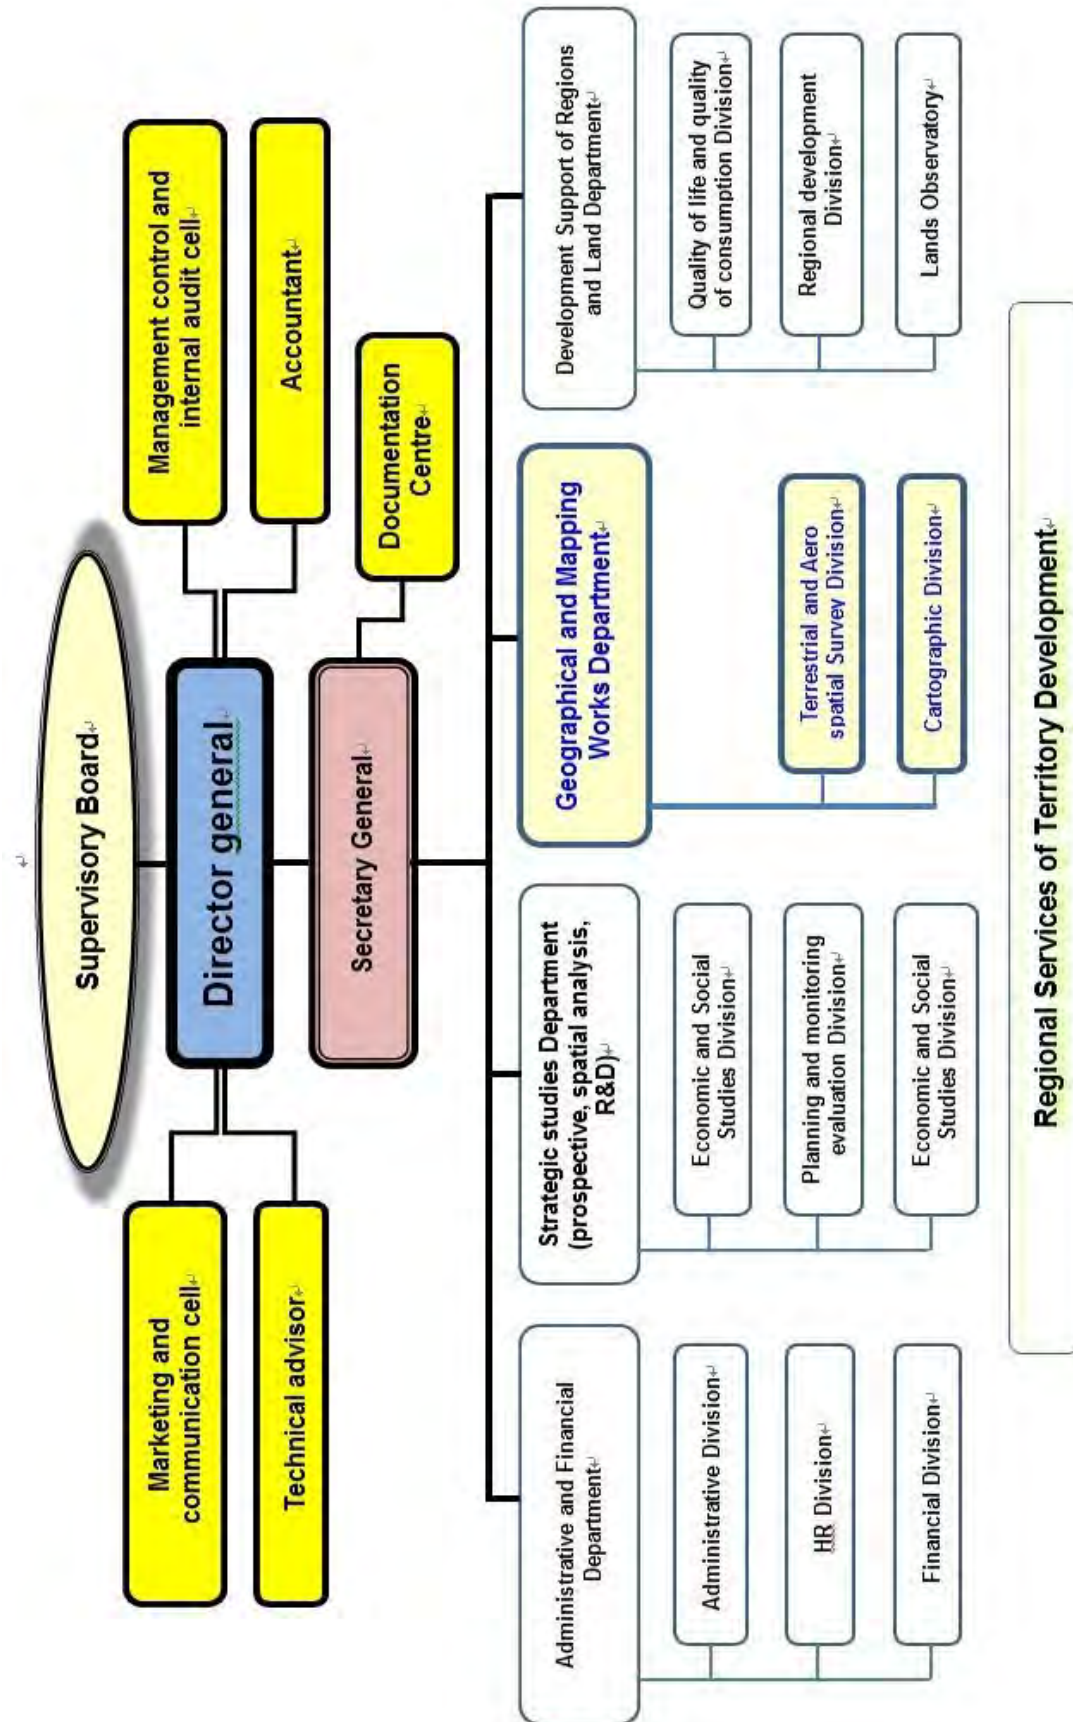 Supervisory Board
Marketing and
communication cell
Technical advisor
Director general
Management control and
internal audit cell
Accountant
Secretary General
Documentation
Centre
Administrative and Financial
Department
Administrative Division
HR Division
Financial Division
Strategic studies Department
(prospective, spatial analysis,
R&D)
Economic and Social
Studies Division
Planning and monitoring
evaluation Division
Economic and Social
Studies Division
Geographical and Mapping
Works Department
Terrestrial and Aero
spatial Survey Division
Cartographic Division
Development Support of Regions
and Land Department
Quality of life and quality
of consumption Division
Regional development
Division
Lands Observatory
Regional Services of Territory Development